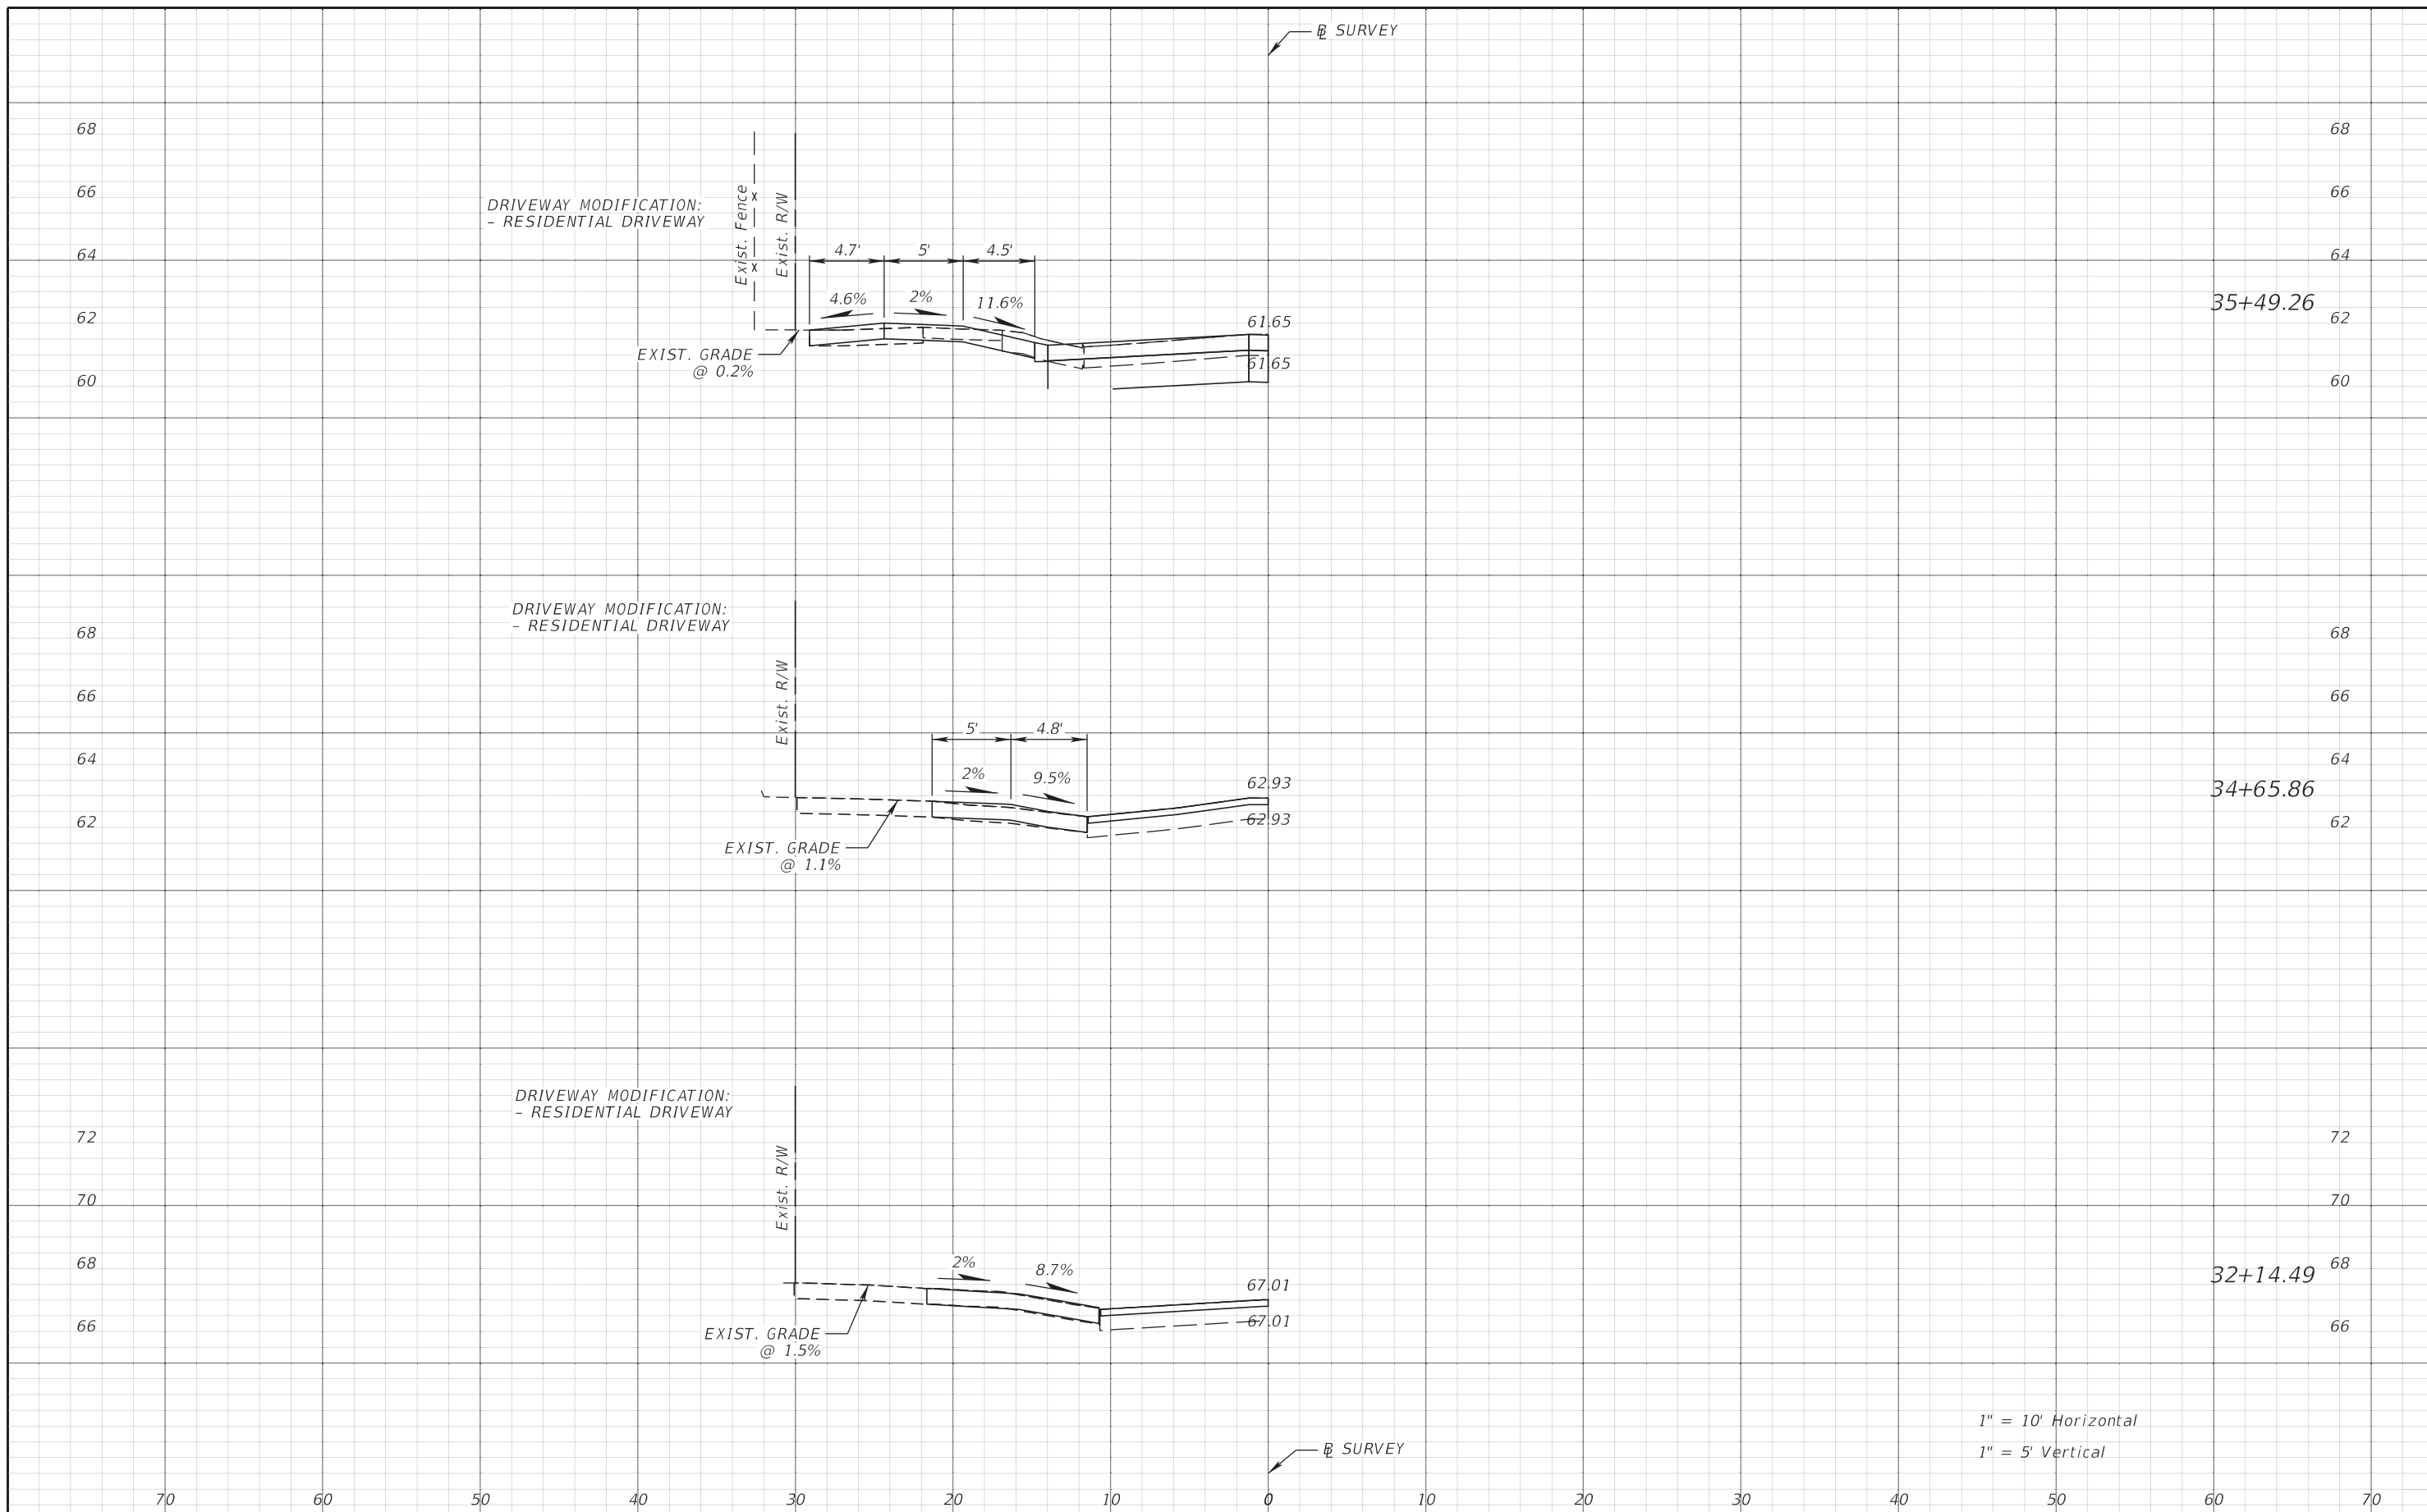 BL SURVEY
68
68
66
66
DRIVEWAY MODIFICATION:
- RESIDENTIAL DRIVEWAY
Exist. Fence
x
x
Exist. R/W
64
64
4.7'
5'
4.5'
4.6%
2%
11.6%
35+49.26
62
62
61.65
EXIST. GRADE
@ 0.2%
61.65
60
60
DRIVEWAY MODIFICATION:
- RESIDENTIAL DRIVEWAY
68
68
66
66
Exist. R/W
5'
4.8'
64
64
2%
9.5%
62.93
34+65.86
62
62
62.93
EXIST. GRADE
@ 1.1%
DRIVEWAY MODIFICATION:
- RESIDENTIAL DRIVEWAY
72
72
Exist. R/W
70
70
68
68
2%
8.7%
67.01
32+14.49
66
66
67.01
EXIST. GRADE
@ 1.5%
1" = 10' Horizontal
1" = 5' Vertical
BL SURVEY
70 60 50 40 30 20 10 0 10 20 30 40 50 60 70